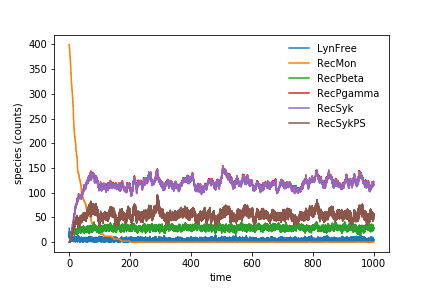 400
350
300
250
200
150
100
50
0
species (counts)
0 200 400 600 800 1000
time
LynFree
RecMon
RecPbeta
RecPgamma
RecSyk
RecSykPS